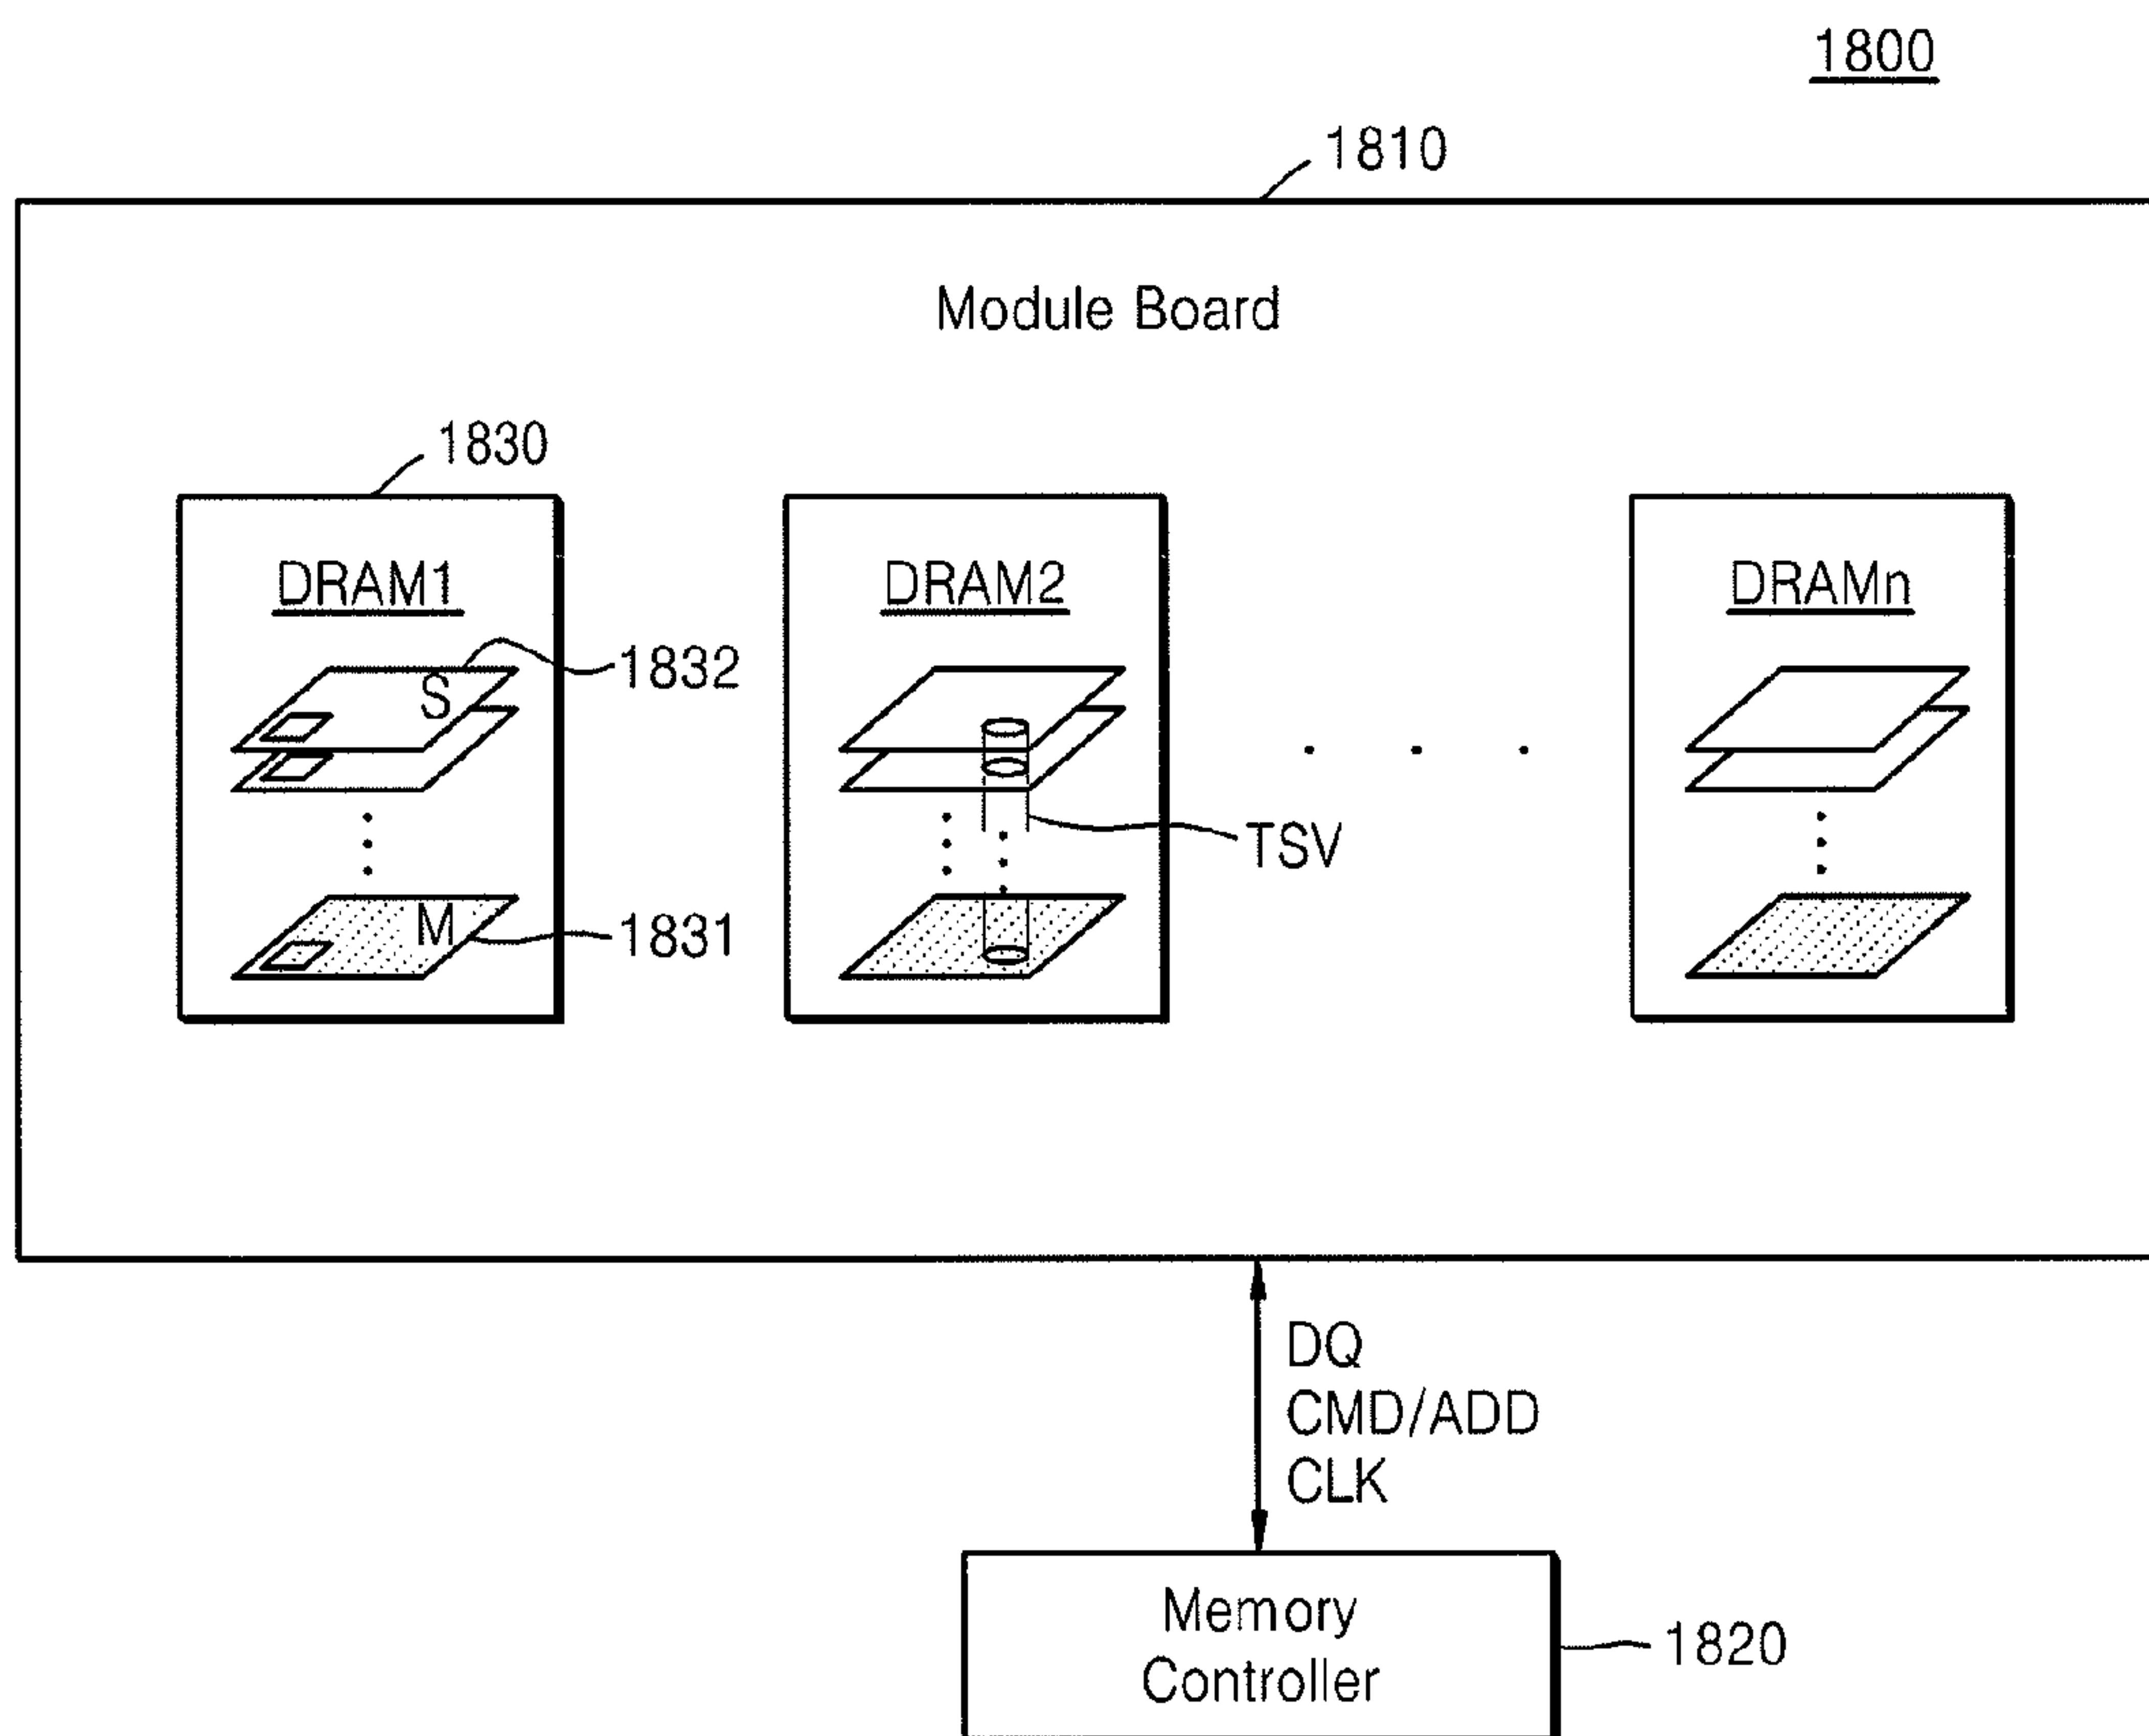 1800
1810
Module Board
1830
DRAM1
DRAM2
DRAMn
1832
S
TSV
M
1831
DQ
CMD/ADD
CLK
Memory
Controller
1820